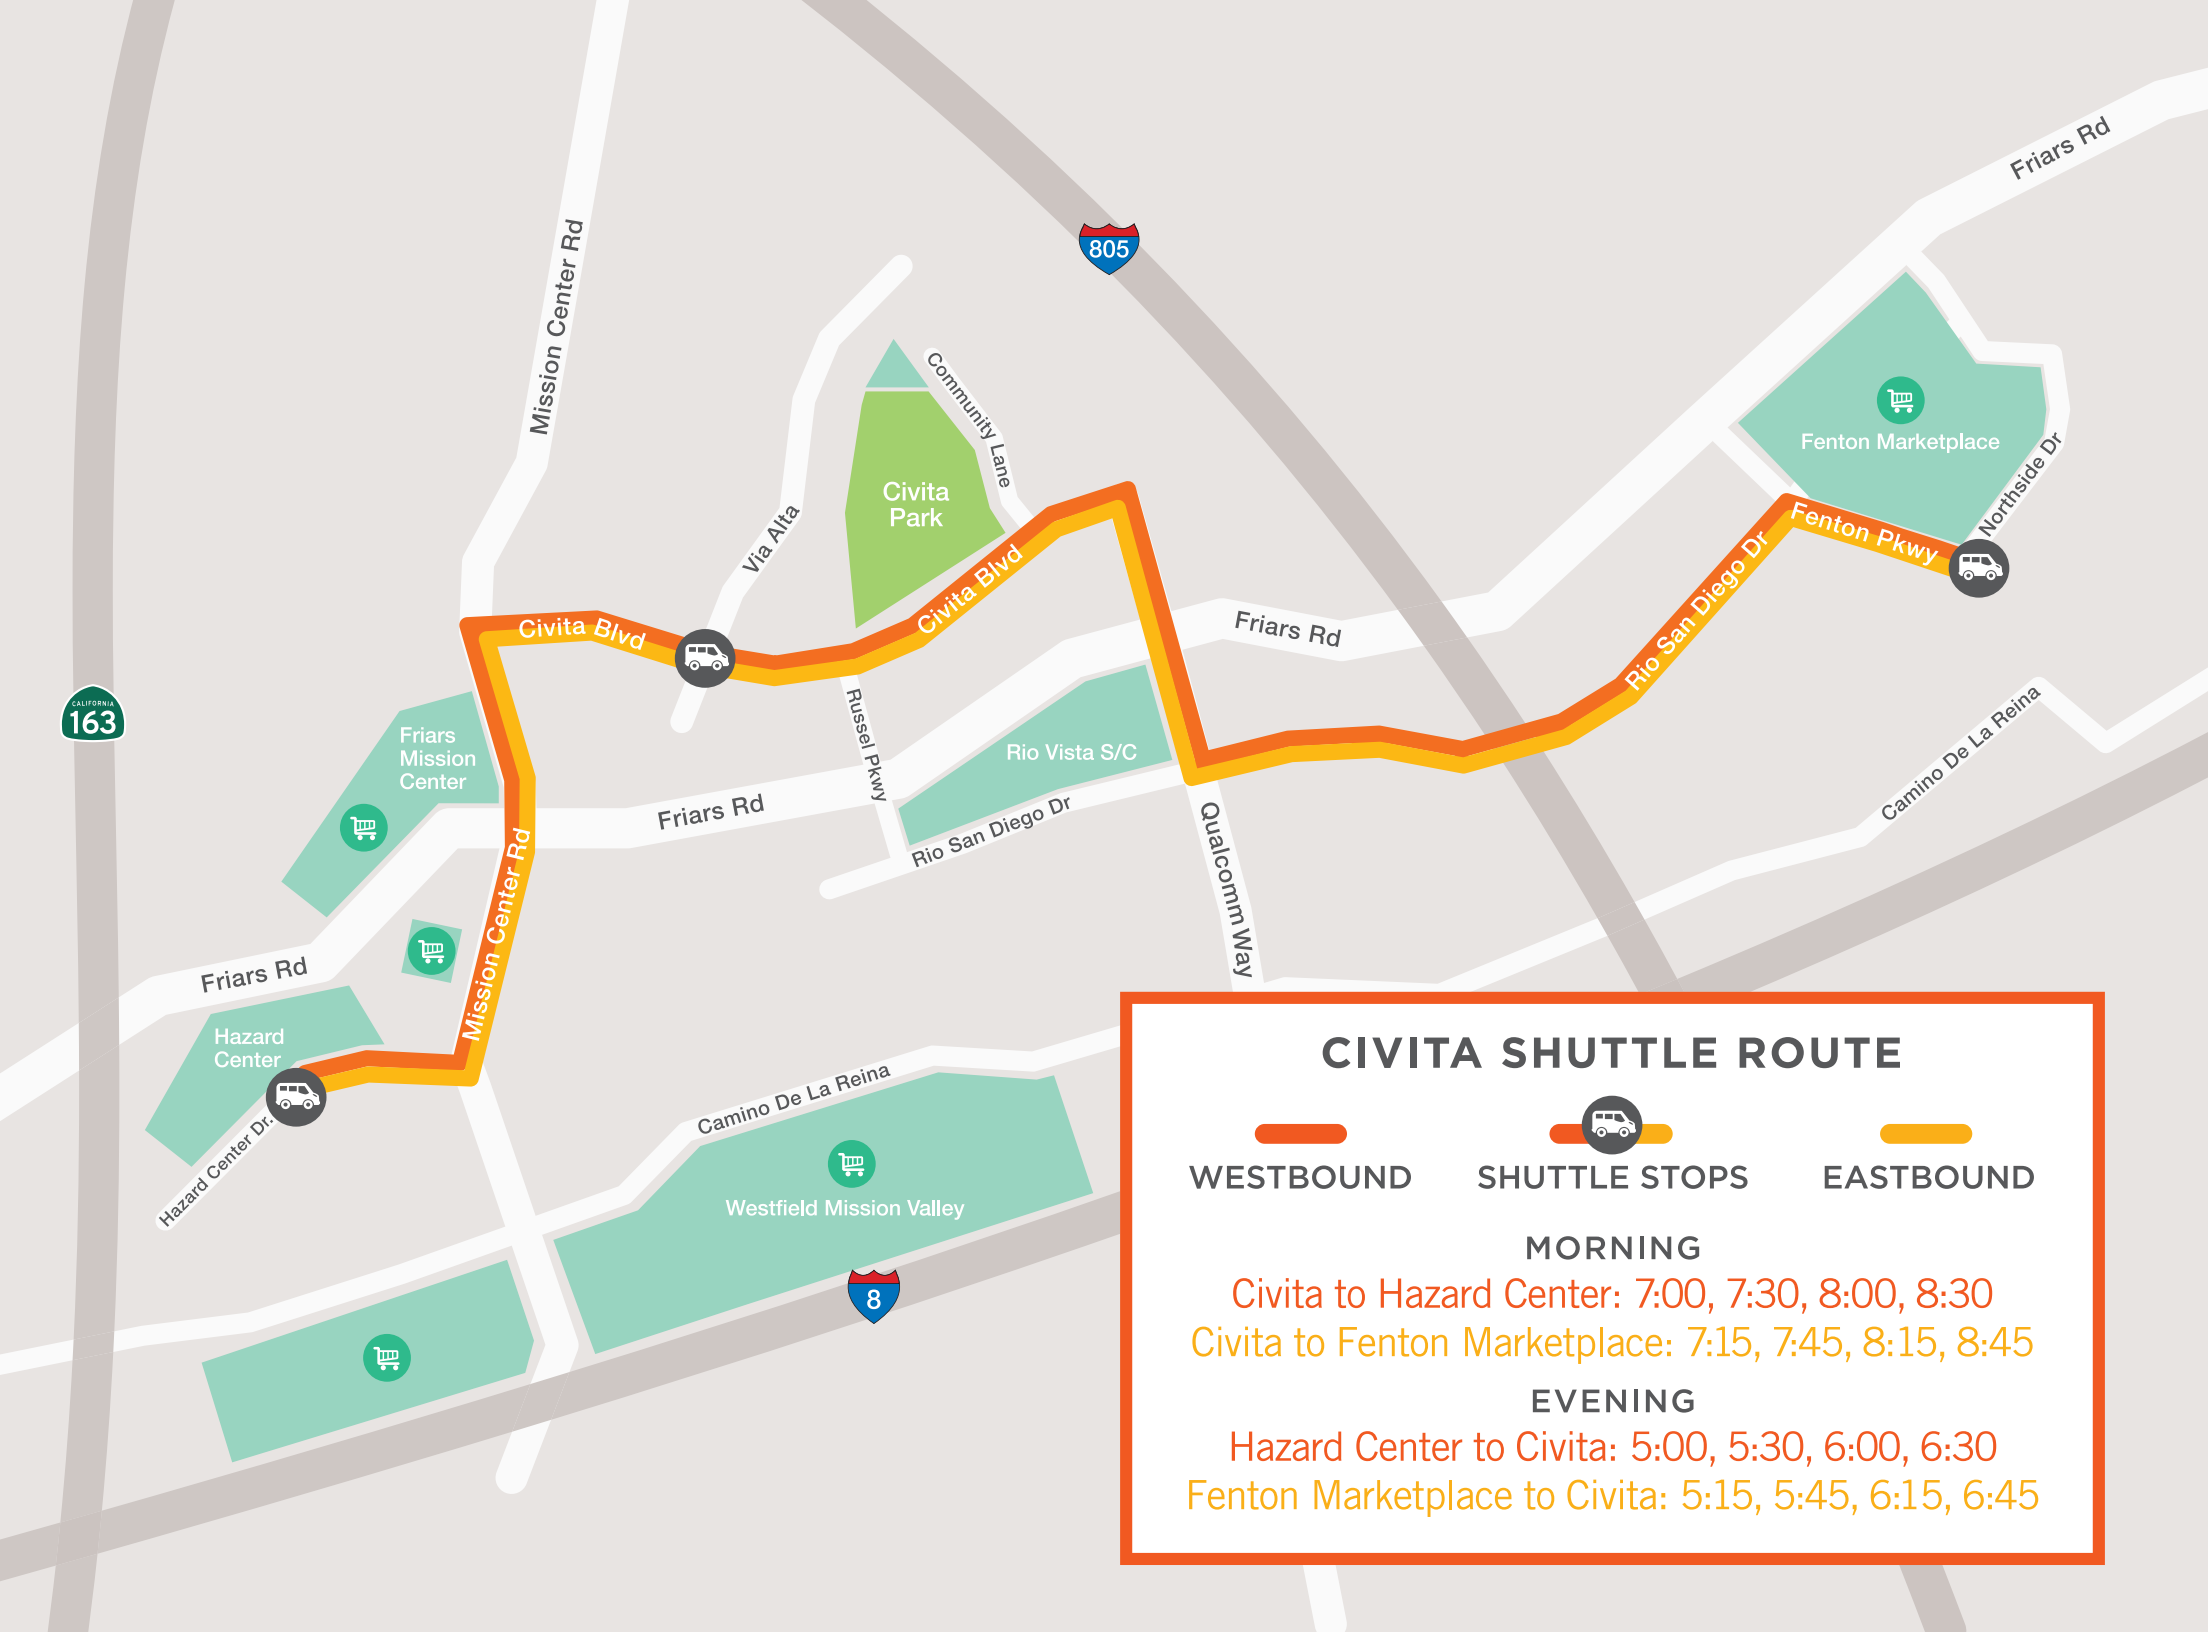 Friars Rd
Mission Center Rd
805
Community Lane
Fenton Marketplace
Northside Dr
Civita
Park
Via Alta
Fenton Pkwy
Civita Blvd
Civita Blvd
Rio San Diego Dr
Friars Rd
CALIFORNIA
163
Friars
Mission
Center
Russel Pkwy
Rio Vista S/C
Camino De La Reina
Friars Rd
Rio San Diego Dr
Qualcomm Way
Mission Center Rd
Friars Rd
Hazard
Center
Hazard Center Dr.
Camino De La Reina
Westfield Mission Valley
8
CIVITA SHUTTLE ROUTE
WESTBOUND
SHUTTLE STOPS
EASTBOUND
MORNING
Civita to Hazard Center: 7:00, 7:30, 8:00, 8:30
Civita to Fenton Marketplace: 7:15, 7:45, 8:15, 8:45
EVENING
Hazard Center to Civita: 5:00, 5:30, 6:00, 6:30
Fenton Marketplace to Civita: 5:15, 5:45, 6:15, 6:45